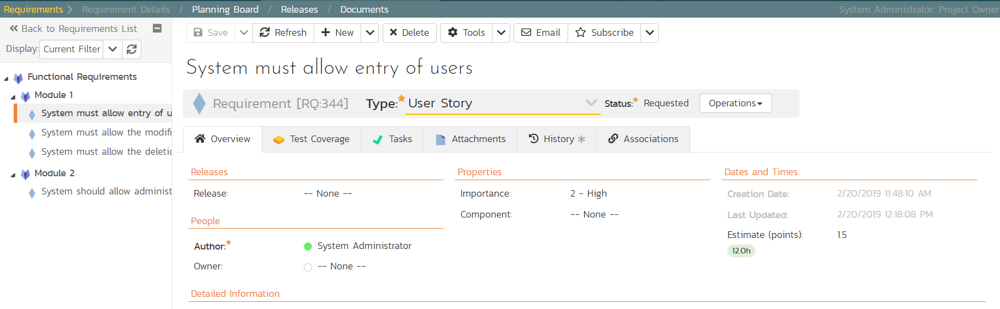 Requirements Requirement Details / Planning Board / Releases / Documents System Administrator: Project Owner
Back to Requirements List
Display: Current Filter
Save Refresh New Delete Tools Email Subscribe
System must allow entry of users
Functional Requirements
Module 1
System must allow entry of u
System must allow the modifi
System must allow the deletic
Module 2
System should allow administ
Requirement [RQ:344] Type: User Story Status: Requested Operations
Overview Test Coverage Tasks Attachments History Associations
Releases
Release: -- None --
People
Author: System Administrator
Owner: -- None --
Properties
Importance: 2 - High
Component: -- None --
Dates and Times
Creation Date: 2/20/2019 11:48:10 AM
Last Updated: 2/20/2019 12:18:08 PM
Estimate (points): 1.5
12.0h
Detailed Information